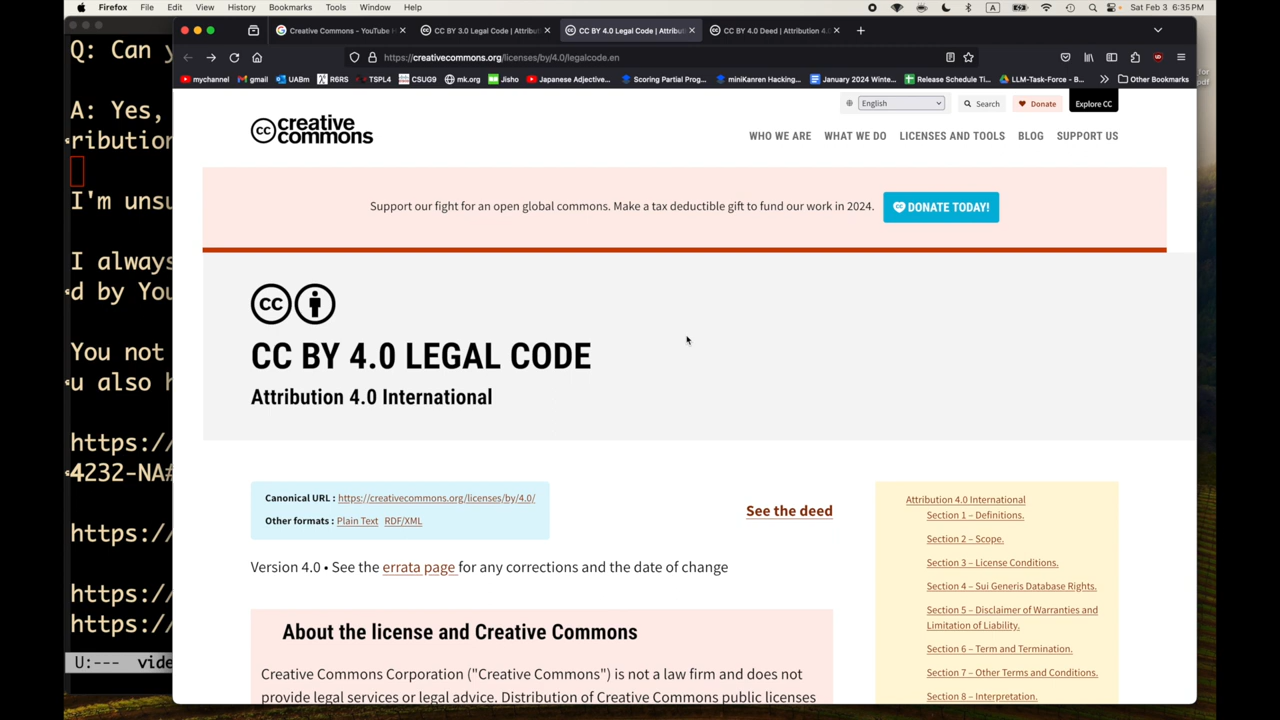 Firefox File Edit View History Bookmarks Tools Window Help
A
Sat Feb 3 6:35 PM
Creative Commons - YouTube H
CC BY 3.0 Legal Code | Attribut
CC BY 4.0 Legal Code | Attribut
CC BY 4.0 Deed | Attribution 4.
https://creativecommons.org/licenses/by/4.0/legalcode.en
mychannel gmail UABm R6RS TSPL4 CSUG9 mk.org Jisho Japanese Adjective... Scoring Partial Prog... miniKarren Hacking... January 2024 Winte... Release Schedule Ti... LLM-Task-Force - B... Other Bookmarks
English Search Donate Explore CC
creative commons
WHO WE ARE WHAT WE DO LICENSES AND TOOLS BLOG SUPPORT US
Support our fight for an open global commons. Make a tax deductible gift to fund our work in 2024. DONATE TODAY!
CC BY 4.0 LEGAL CODE
Attribution 4.0 International
Canonical URL : https://creativecommons.org/licenses/by/4.0/
Other formats : Plain Text RDF/XML
See the deed
Version 4.0 • See the errata page for any corrections and the date of change
About the license and Creative Commons
Creative Commons Corporation ("Creative Commons") is not a law firm and does not
provide legal services or legal advice. Distribution of Creative Commons public licenses
Attribution 4.0 International
Section 1 – Definitions.
Section 2 – Scope.
Section 3 – License Conditions.
Section 4 – Sui Generis Database Rights.
Section 5 – Disclaimer of Warranties and
Limitation of Liability.
Section 6 – Term and Termination.
Section 7 – Other Terms and Conditions.
Section 8 – Interpretation.
Q: Can y
A: Yes,
ribution
I'm unsu
I always
d by You
You not
u also h
https://
4232-NA#
https://
https://
https://
U:--- vide
for
pdf